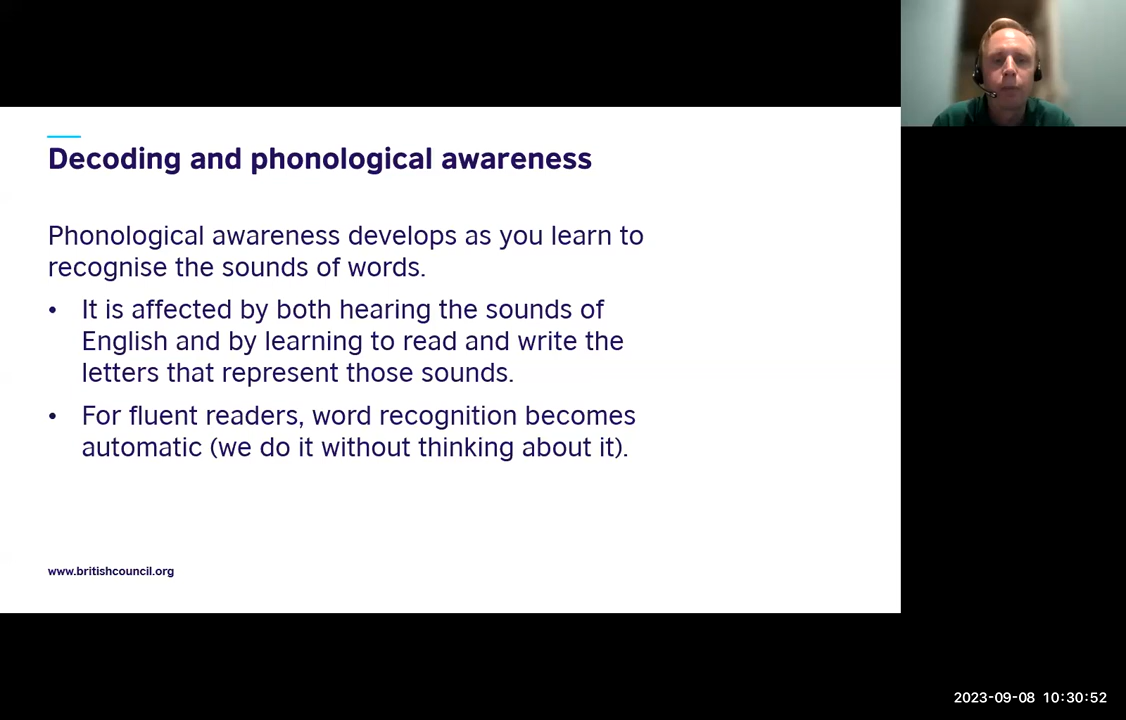 Decoding and phonological awareness
Phonological awareness develops as you learn to
recognise the sounds of words.
• It is affected by both hearing the sounds of
English and by learning to read and write the
letters that represent those sounds.
• For fluent readers, word recognition becomes
automatic (we do it without thinking about it).
www.britishcouncil.org
2023-09-08 10:30:52